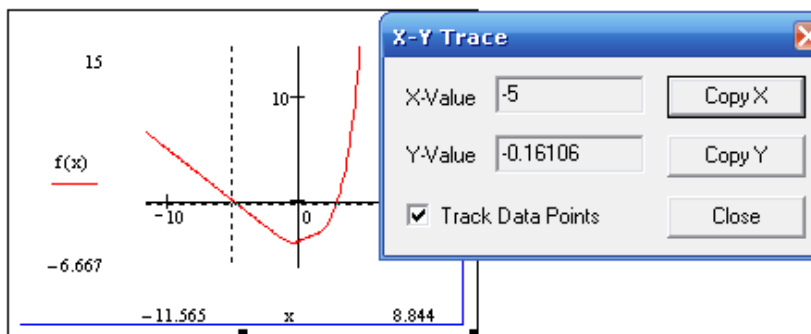 15
10
f(x)
-10
0
-6.667
-11.565 x 8.844
X-Y Trace
X-Value -5 Copy X
Y-Value -0.16106 Copy Y
Track Data Points Close